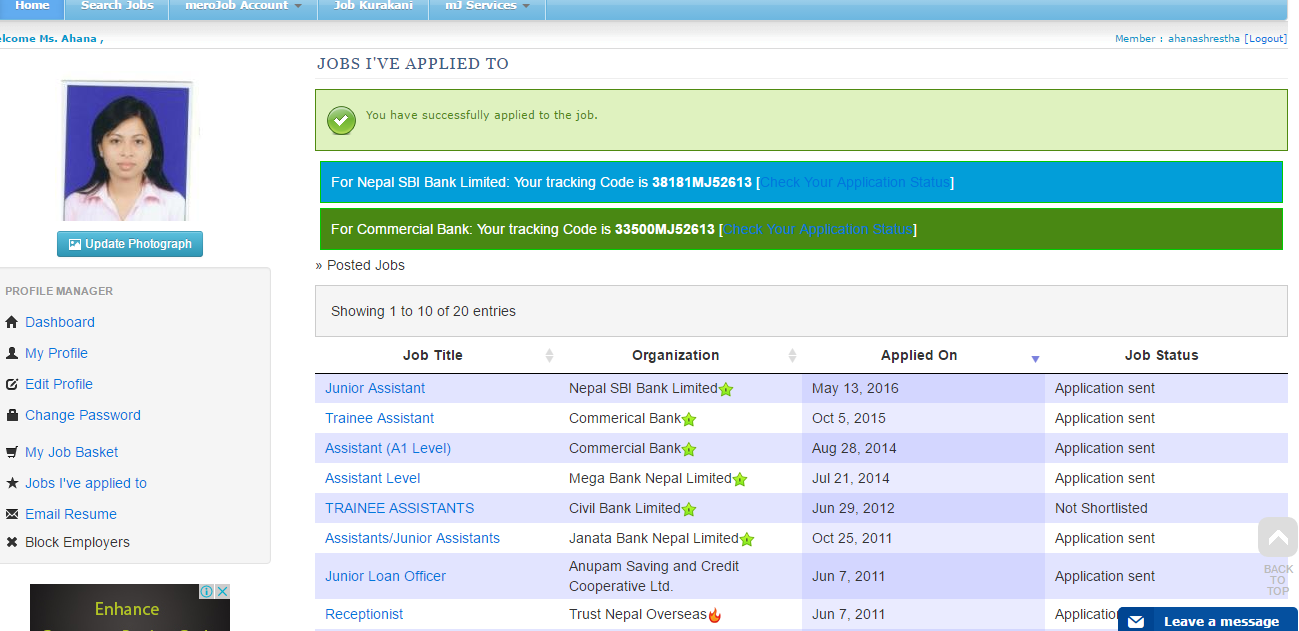 Home Search Jobs meroJob Account Job Kurakani mJ Services
elcome Ms. Ahana ,
Member : ahanashrestha [Logout]
JOBS I'VE APPLIED TO
You have successfully applied to the job.
For Nepal SBI Bank Limited: Your tracking Code is 38181MJ52613 [Check Your Application Status]
For Commercial Bank: Your tracking Code is 33500MJ52613 [Check Your Application Status]
» Posted Jobs
Showing 1 to 10 of 20 entries
Job Title Organization Applied On Job Status
Junior Assistant Nepal SBI Bank Limited May 13, 2016 Application sent
Trainee Assistant Commerical Bank Oct 5, 2015 Application sent
Assistant (A1 Level) Commercial Bank Aug 28, 2014 Application sent
Assistant Level Mega Bank Nepal Limited Jul 21, 2014 Application sent
TRAINEE ASSISTANTS Civil Bank Limited Jun 29, 2012 Not Shortlisted
Assistants/Junior Assistants Janata Bank Nepal Limited Oct 25, 2011 Application sent
Junior Loan Officer Anupam Saving and Credit Cooperative Ltd. Jun 7, 2011 Application sent
Receptionist Trust Nepal Overseas Jun 7, 2011 Applicatio
Update Photograph
PROFILE MANAGER
Dashboard
My Profile
Edit Profile
Change Password
My Job Basket
Jobs I've applied to
Email Resume
Block Employers
Enhance
BACK
TO
TOP
Leave a message